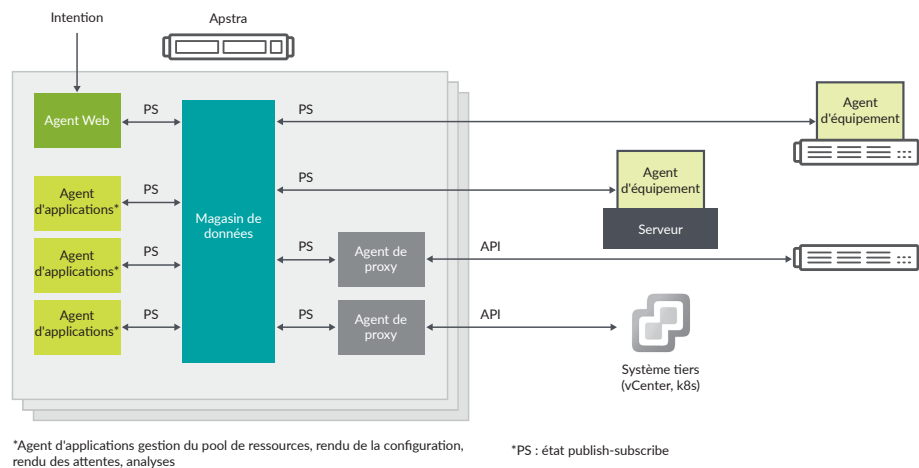 Intention
Apstra
Agent Web
PS
PS
Agent
d'équipement
Agent
d'applications*
PS
Magasin de
données
PS
Agent
d'équipement
Serveur
Agent
d'applications*
PS
PS
Agent de
proxy
API
Agent
d'applications*
PS
PS
Agent de
proxy
API
Système tiers
(vCenter, k8s)
*Agent d'applications gestion du pool de ressources, rendu de la configuration,
rendu des attentes, analyses
*PS : état publish-subscribe